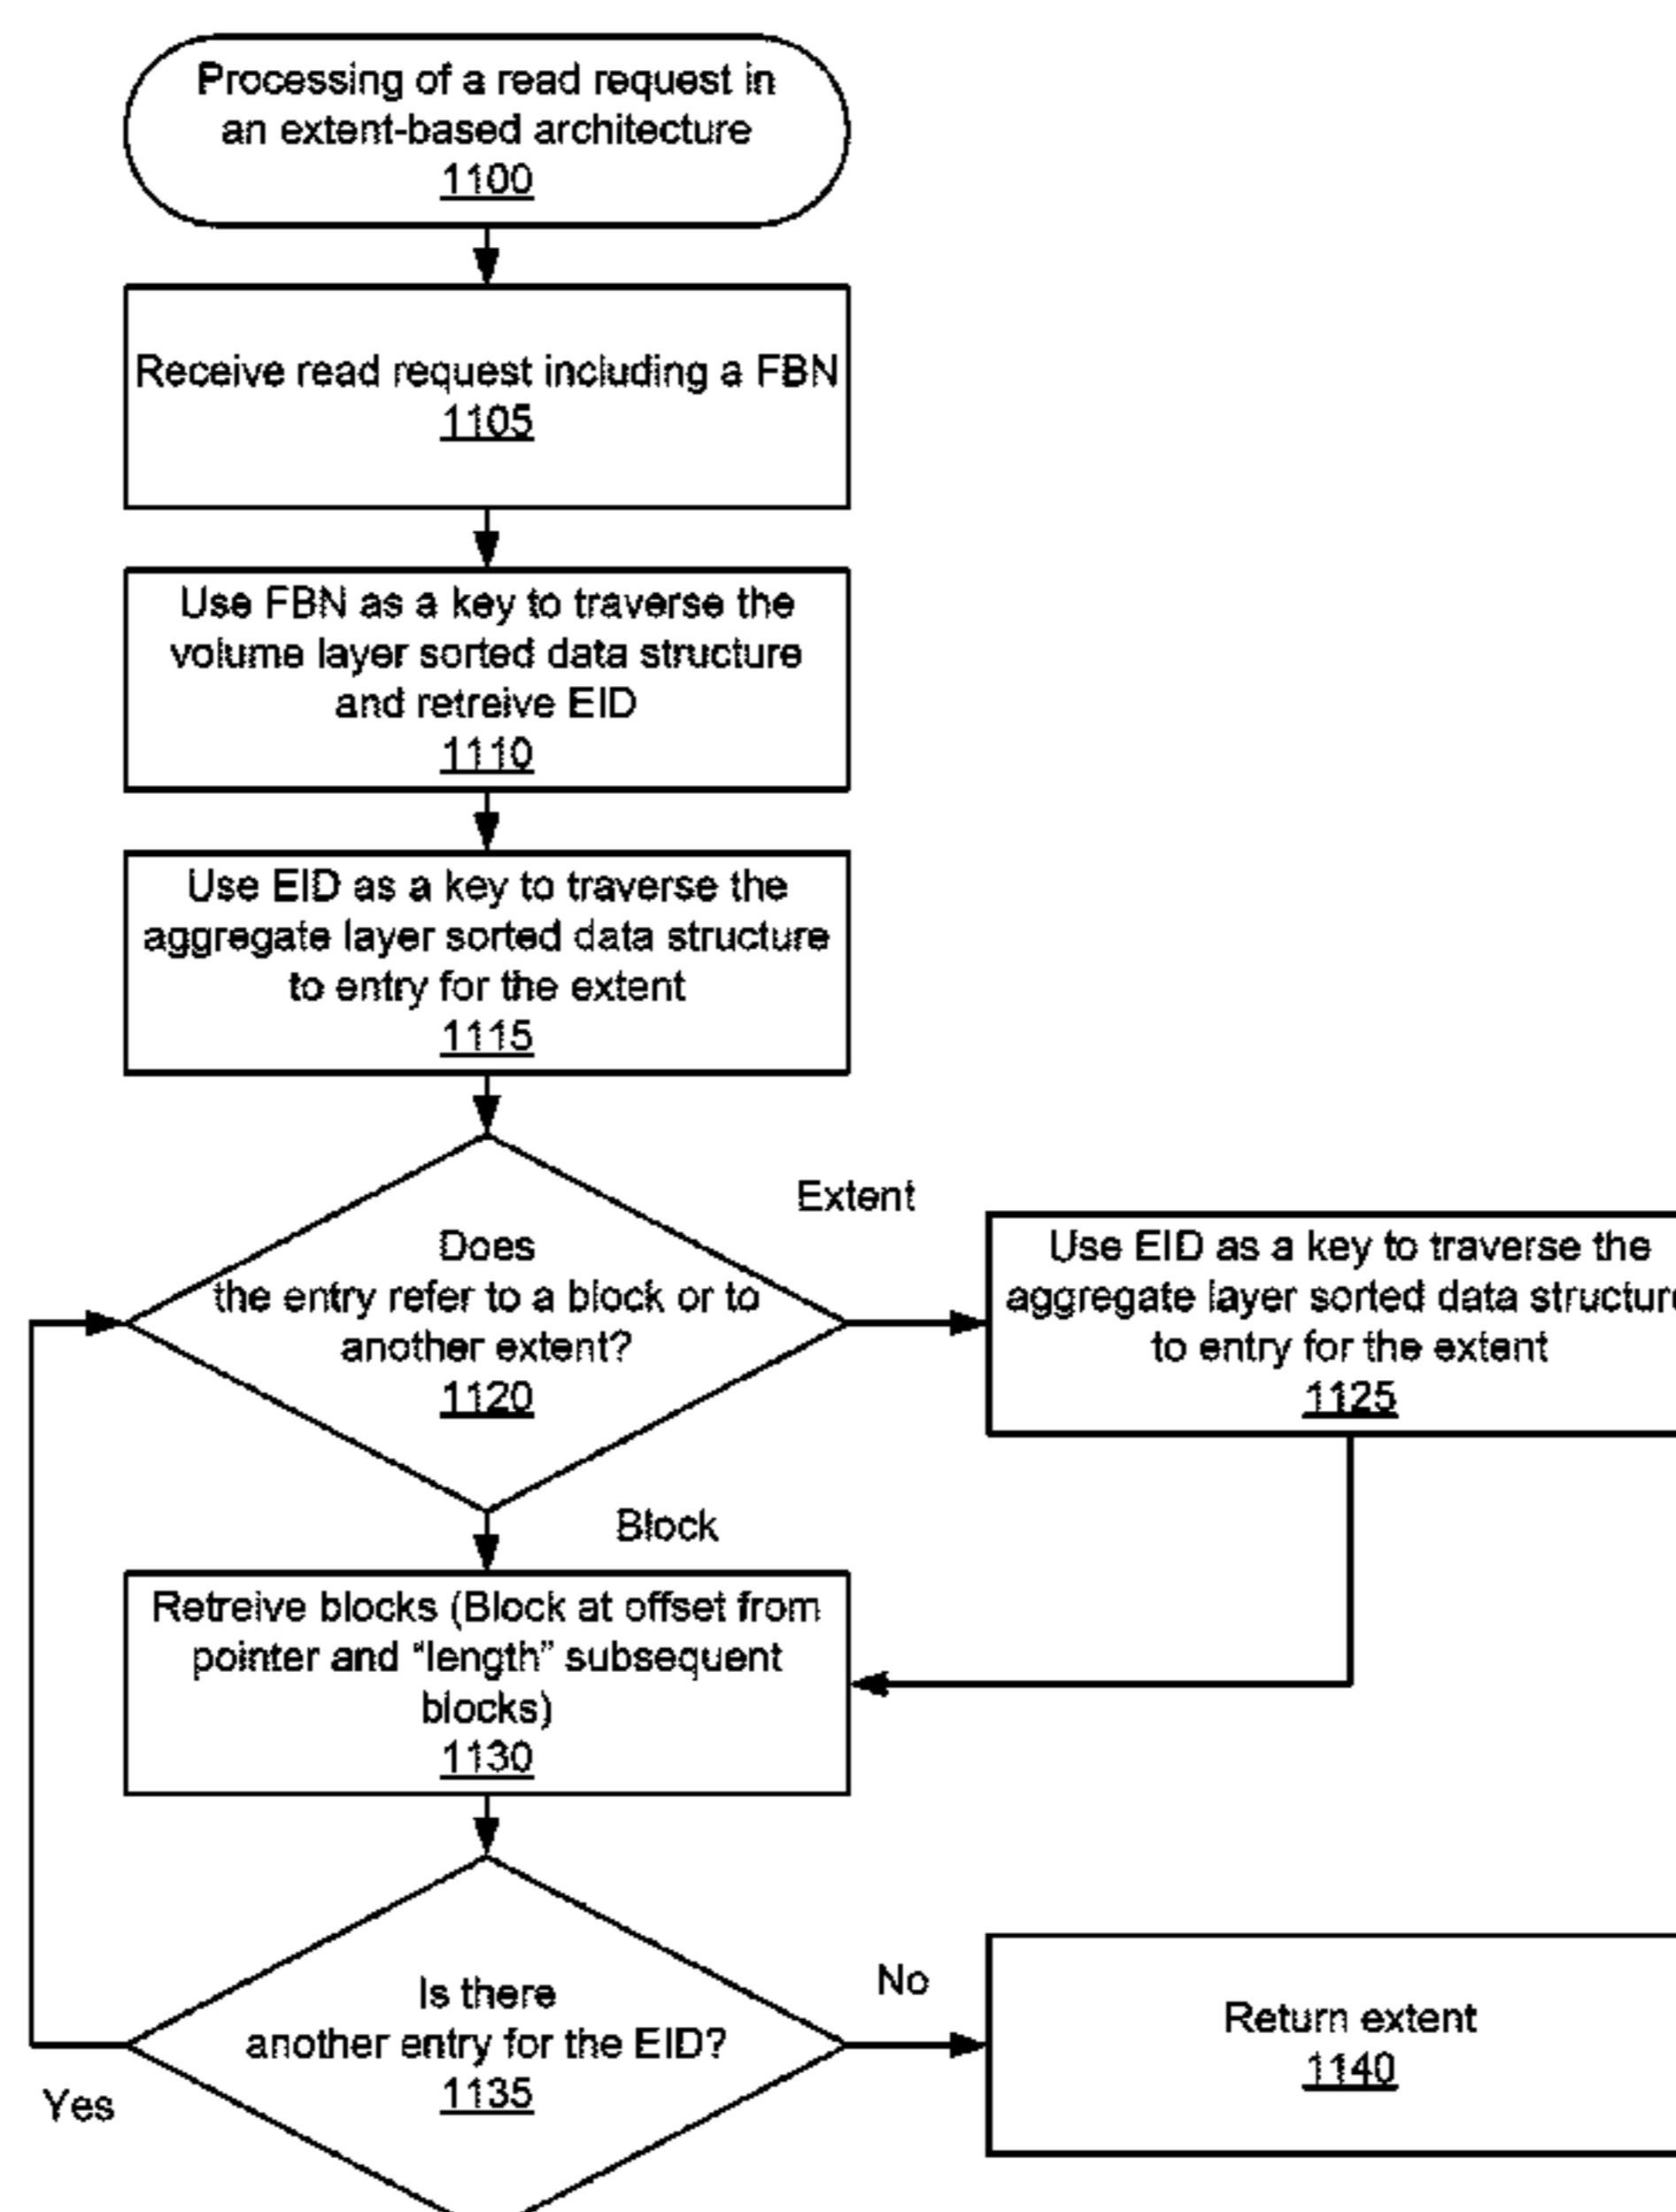 Processing of a read request in
an extent-based architecture
1100
Receive read request including a FBN
1105
Use FBN as a key to traverse the
volume layer sorted data structure
and retreive EID
1110
Use EID as a key to traverse the
aggregate layer sorted data structure
to entry for the extent
1115
Does
the entry refer to a block or to
another extent?
1120
Extent
Use EID as a key to traverse the
aggregate layer sorted data structure
to entry for the extent
1125
Block
Retreive blocks (Block at offset from
pointer and "length" subsequent
blocks)
1130
Is there
another entry for the EID?
1135
Yes
No
Return extent
1140